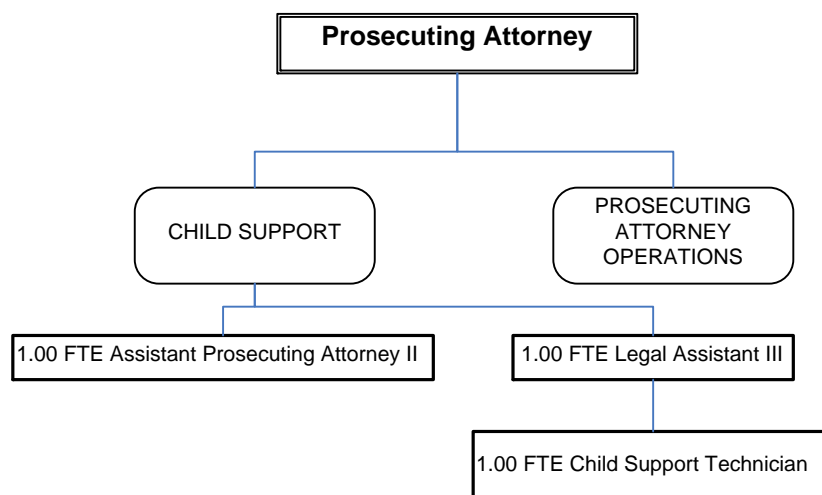 Prosecuting Attorney
CHILD SUPPORT
PROSECUTING
ATTORNEY
OPERATIONS
1.00 FTE Assistant Prosecuting Attorney II
1.00 FTE Legal Assistant III
1.00 FTE Child Support Technician